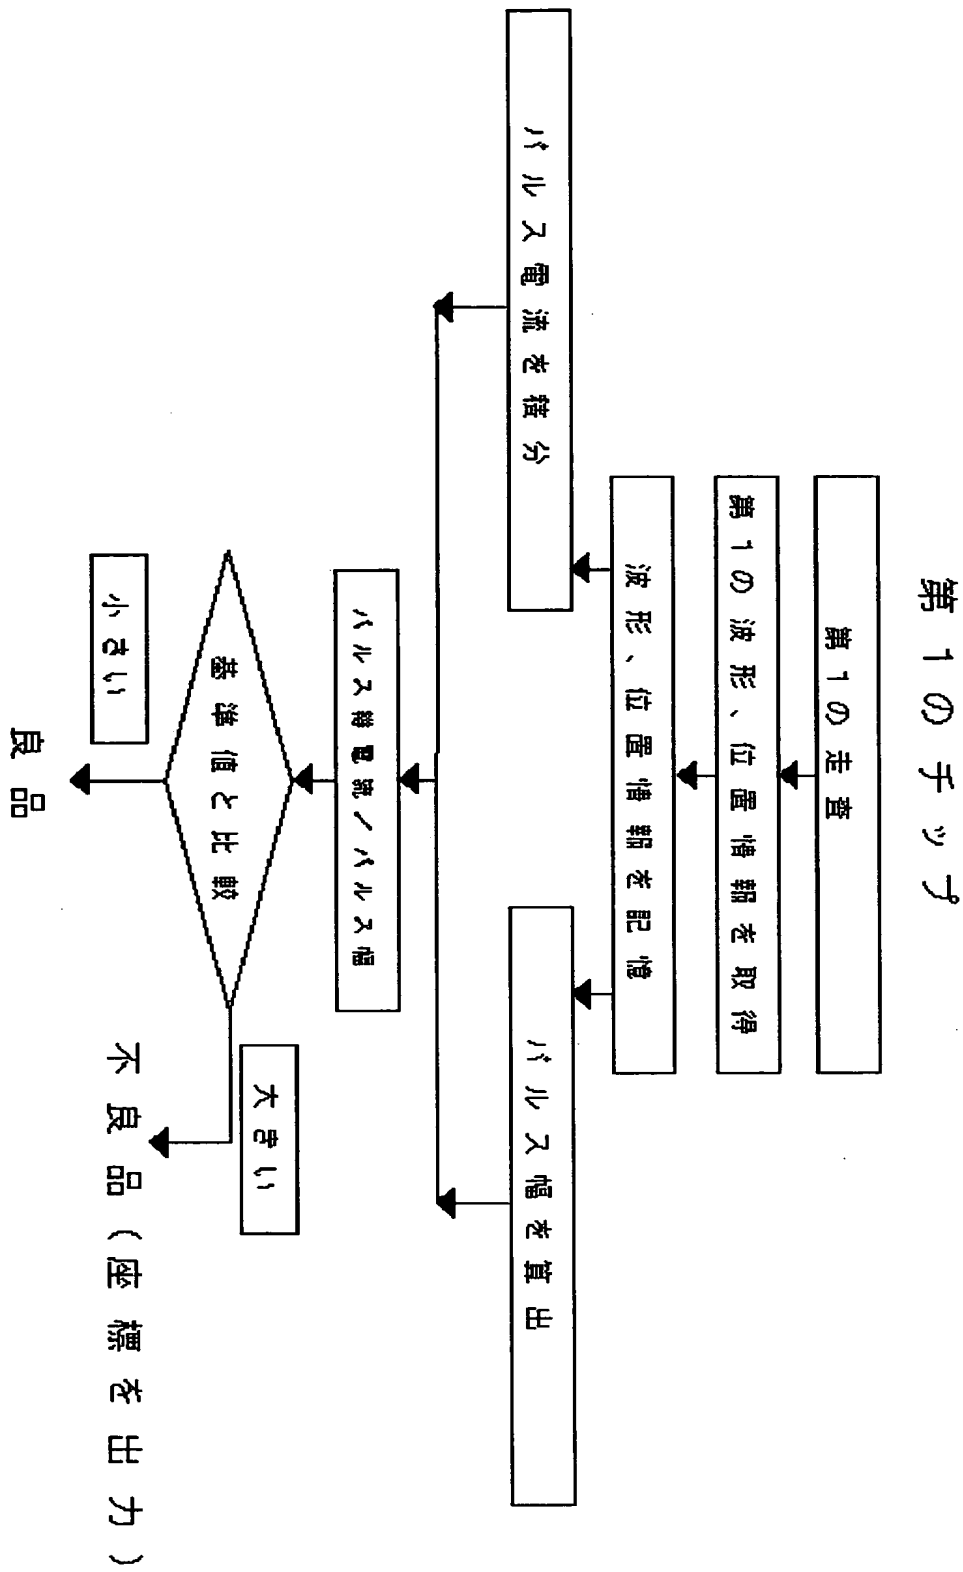 第1のチップ
第1の走査
第1の波形、位置情報を取得
波形、位置情報を記憶
パルス電流を積分
パルス幅を算出
パルス総電流/パルス幅
基準値と比較
大きい
小さい
不良品(座標を出力)
良品